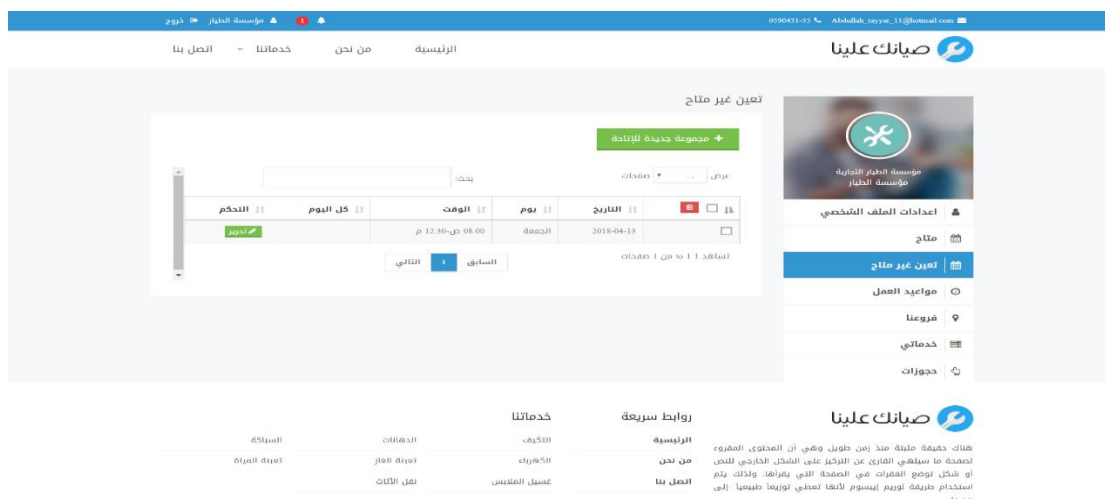 Abdullah_tayyar_11@hotmail.com 0590431-55
1 مؤسسة الطيار خروج
صيانك علينا
الرئيسية من نحن خدماتنا اتصل بنا
تعين غير متاح
+ مجموعة جديدة للإتاحة
عرض صفحات
بحث:
التاريخ يوم الوقت كل اليوم التحكم
2018-04-13 الجمعة 08.00 ص-12.30 م تحرير
تشاهد 1 to 1 من 1 صفحات
السابق 1 التالي
مؤسسة الطيار التجارية
مؤسسة الطيار
اعدادات الملف الشخصي
متاح
تعين غير متاح
مواعيد العمل
فروعنا
خدماتي
حجوزات
صيانك علينا
هناك حقيقة مثبتة منذ زمن طويل وهي أن المحتوى المقروء
لصفحة ما سيلهي القارئ عن التركيز على الشكل الخارجي للنص
أو شكل توضع الفقرات في الصفحة التي يقرأها. ولذلك يتم
استخدام طريقة لوريم إيبسوم لأنها تعطي توزيعا طبيعيا -إلى
روابط سريعة
الرئيسية
من نحن
اتصل بنا
خدماتنا
التكيف الدهانات السباكة
الكهرباء تعبئة الغاز تعبئة المياة
غسيل الملابس نقل الأثاث